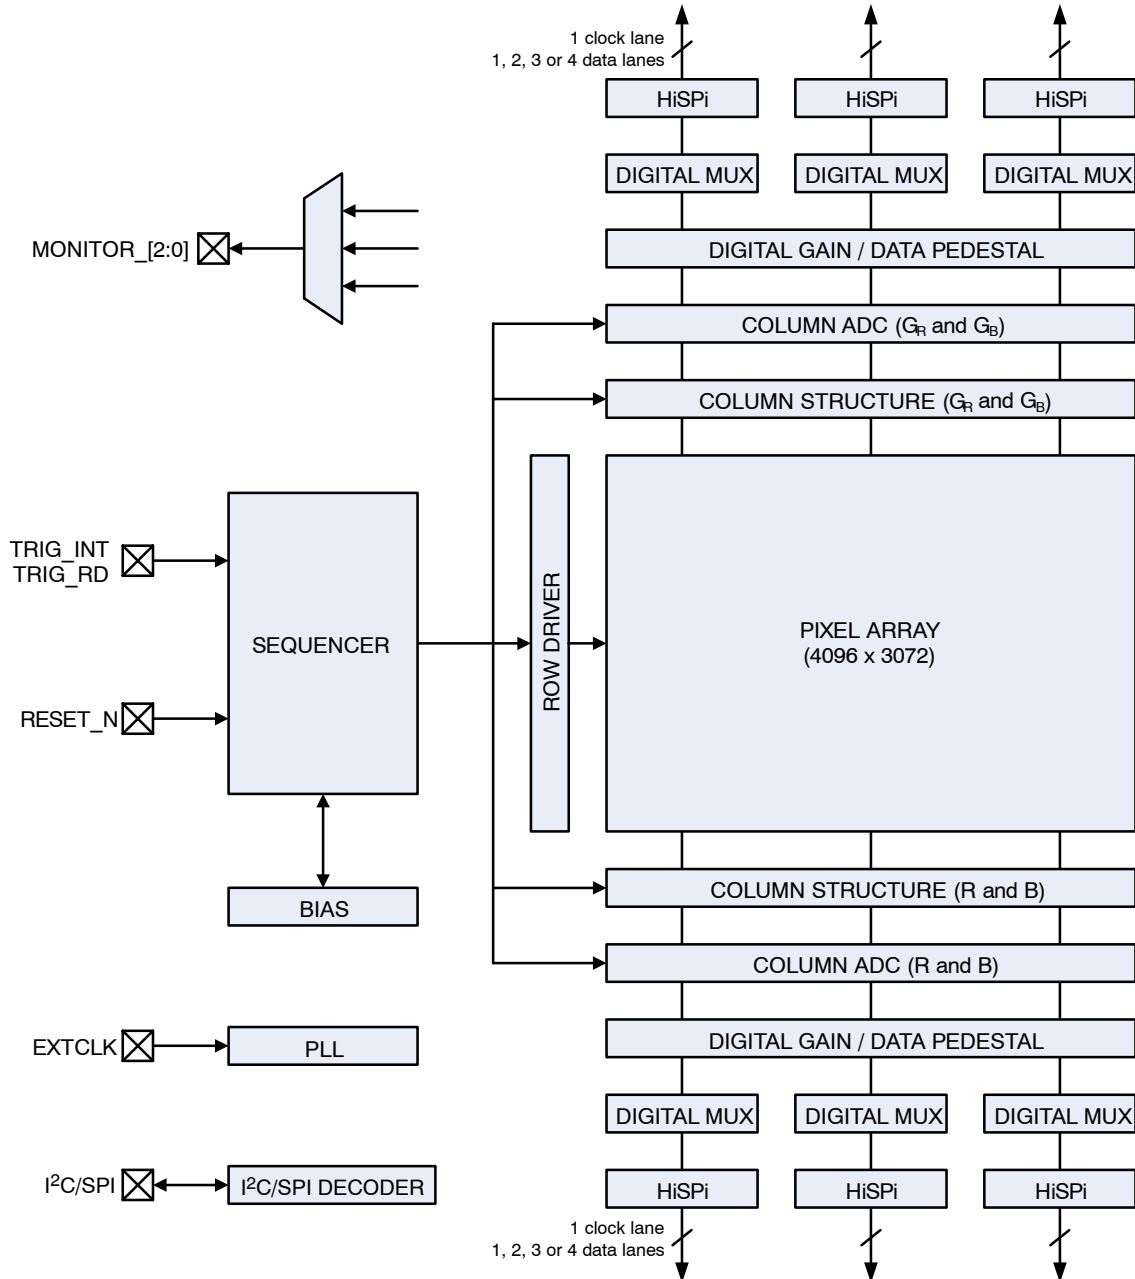 1 clock lane
1, 2, 3 or 4 data lanes
HiSPi HiSPi HiSPi
DIGITAL MUX DIGITAL MUX DIGITAL MUX
MONITOR_[2:0]
DIGITAL GAIN / DATA PEDESTAL
COLUMN ADC (GR and GB)
COLUMN STRUCTURE (GR and GB)
TRIG_INT
TRIG_RD
SEQUENCER
ROW DRIVER
PIXEL ARRAY
(4096 x 3072)
RESET_N
COLUMN STRUCTURE (R and B)
BIAS
COLUMN ADC (R and B)
EXTCLK
PLL
DIGITAL GAIN / DATA PEDESTAL
DIGITAL MUX DIGITAL MUX DIGITAL MUX
I²C/SPI
I²C/SPI DECODER
HiSPi HiSPi HiSPi
1 clock lane
1, 2, 3 or 4 data lanes